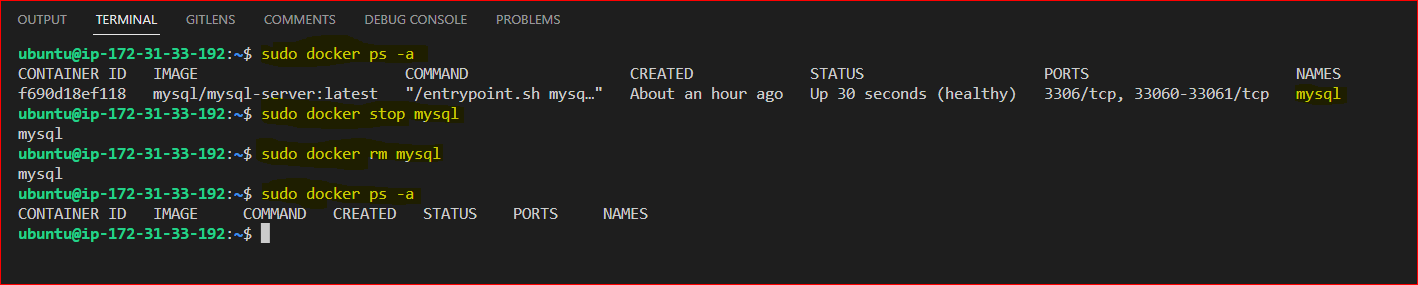 OUTPUT TERMINAL GITLENS COMMENTS DEBUG CONSOLE PROBLEMS
ubuntu@ip-172-31-33-192:~$ sudo docker ps -a
CONTAINER ID IMAGE COMMAND CREATED STATUS PORTS NAMES
f690d18ef118 mysql/mysql-server:latest "/entrypoint.sh mysq…" About an hour ago Up 30 seconds (healthy) 3306/tcp, 33060-33061/tcp mysql
ubuntu@ip-172-31-33-192:~$ sudo docker stop mysql
mysql
ubuntu@ip-172-31-33-192:~$ sudo docker rm mysql
mysql
ubuntu@ip-172-31-33-192:~$ sudo docker ps -a
CONTAINER ID IMAGE COMMAND CREATED STATUS PORTS NAMES
ubuntu@ip-172-31-33-192:~$